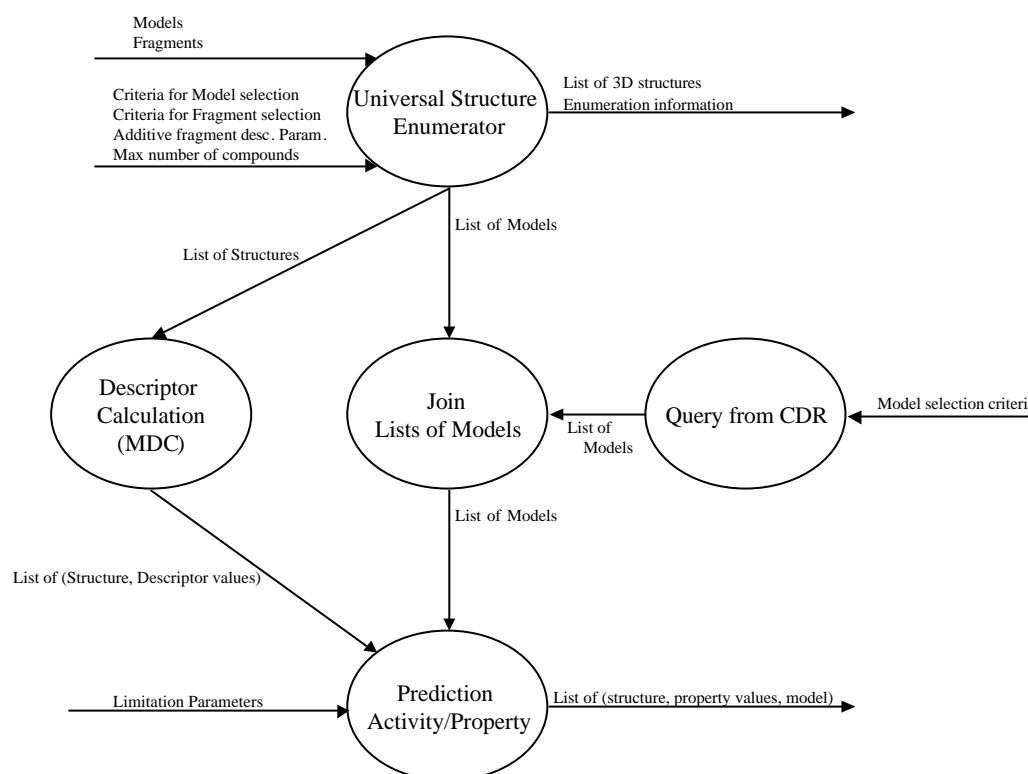 Models
Fragments
Criteria for Model selection
Criteria for Fragment selection
Additive fragment desc. Param.
Max number of compounds
Universal Structure
Enumerator
List of 3D structures
Enumeration information
List of Structures
List of Models
Descriptor
Calculation
(MDC)
Join
Lists of Models
List of
Models
Query from CDR
Model selection criteri
List of Models
List of (Structure, Descriptor values)
Limitation Parameters
Prediction
Activity/Property
List of (structure, property values, model)